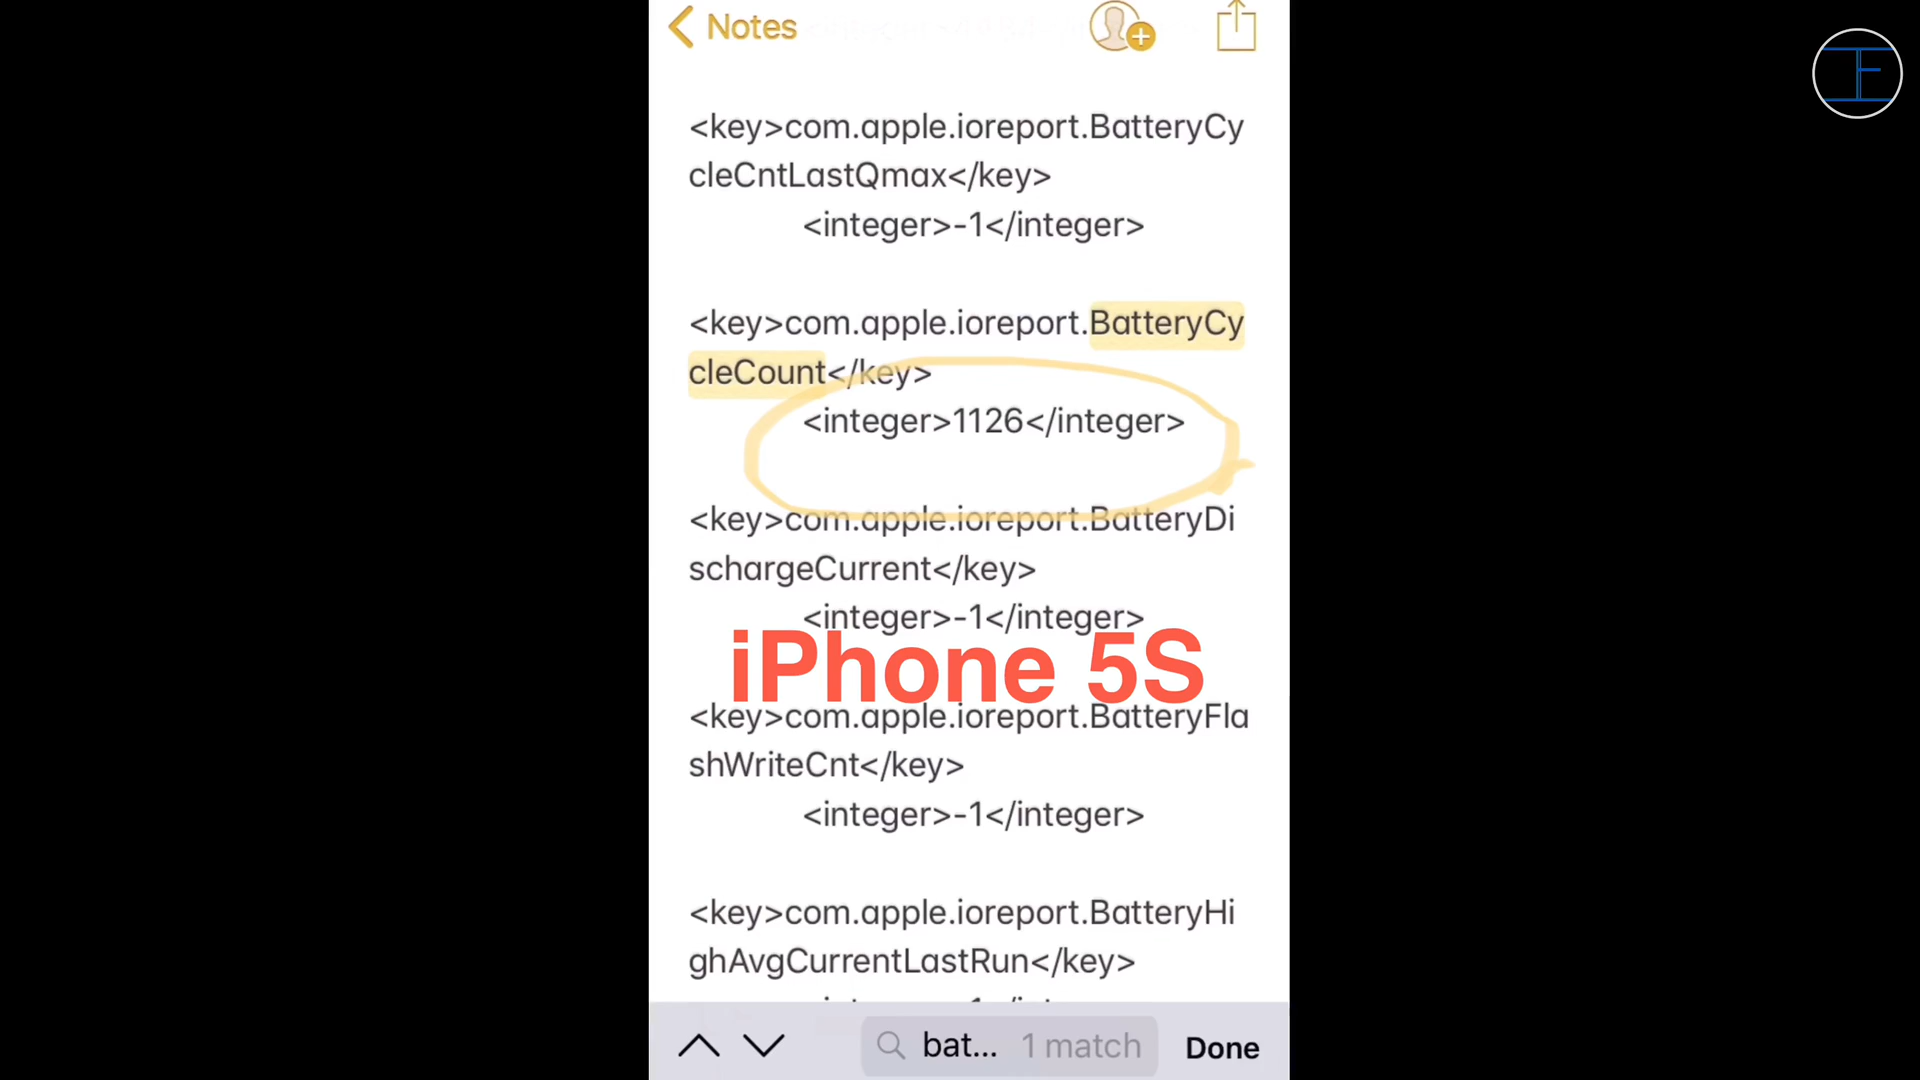 Notes
<key>com.apple.ioreport.BatteryCy
cleCntLastQmax</key>
<integer>-1</integer>
<key>com.apple.ioreport.BatteryCy
cleCount</key>
<integer>1126</integer>
<key>com.apple.ioreport.BatteryDi
schargeCurrent</key>
<integer>-1</integer>
iPhone 5S
<key>com.apple.ioreport.BatteryFla
shWriteCnt</key>
<integer>-1</integer>
<key>com.apple.ioreport.BatteryHi
ghAvgCurrentLastRun</key>
bat... 1 match Done